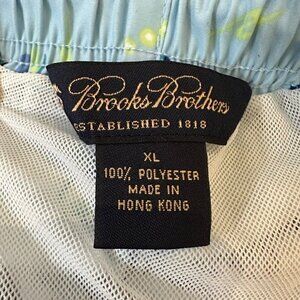 Brooks Brothers
ESTABLISHED 1818
XL
100% POLYESTER
MADE IN
HONG KONG